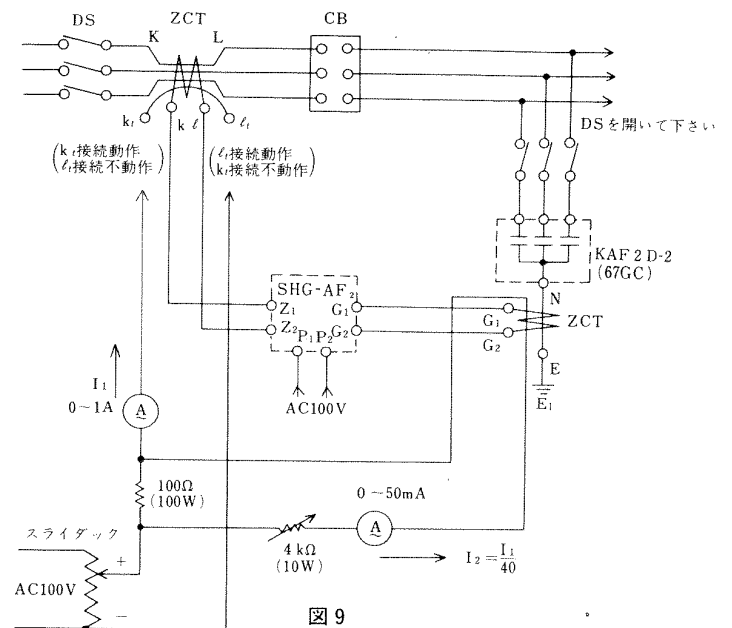 DS
ZCT
CB
K
L
kt
k
ℓ
ℓt
DSを開いて下さい
(kt接続動作
ℓt接続不動作)
(ℓt接続動作
kt接続不動作)
KAF2D-2
(67GC)
N
SHG-AF2
Z1
G1
Z2
G2
P1
P2
G1
G2
ZCT
E
E1
AC100V
I1
0～1A
A
100Ω
(100W)
0～50mA
A
スライダック
4kΩ
(10W)
I2=I1/40
+
AC100V
−
図9